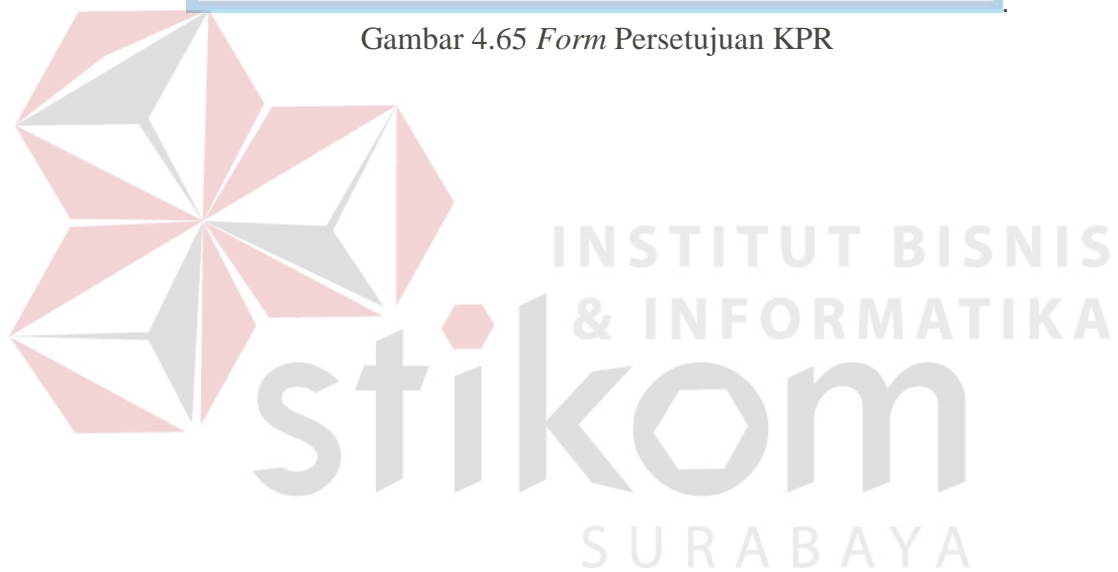 .
Gambar 4.65 Form Persetujuan KPR
INSTITUT BISNIS
& INFORMATIKA
stikom
SURABAYA